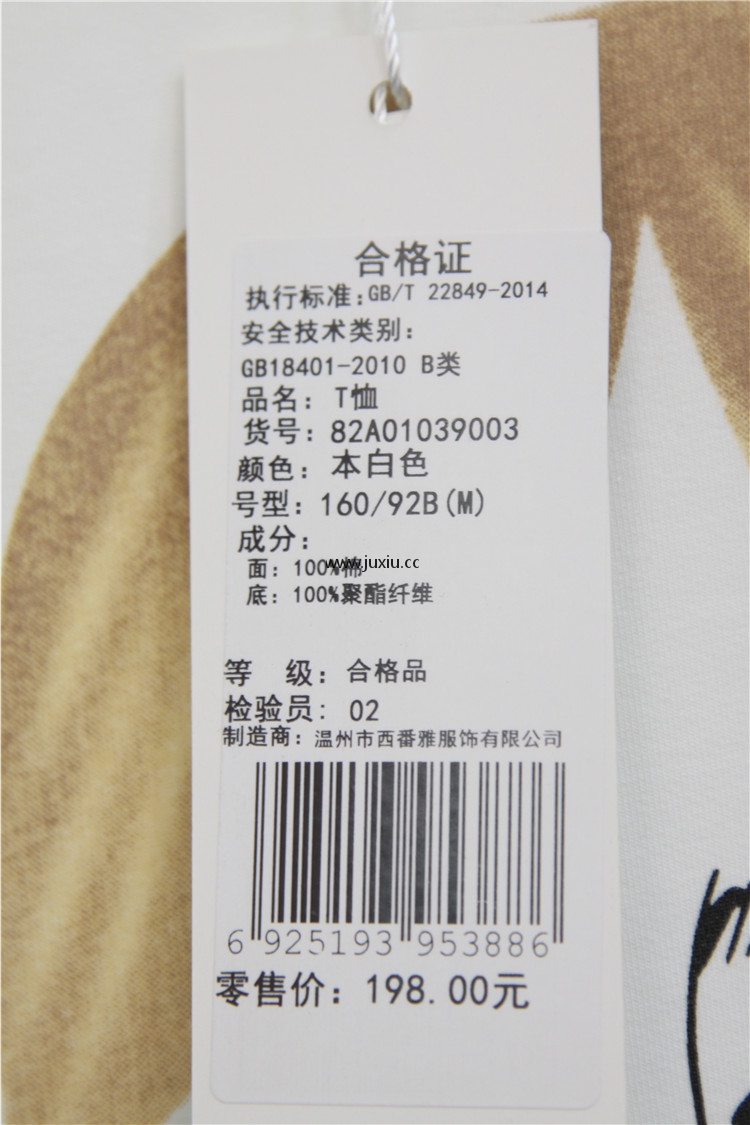 合格证
执行标准:GB/T 22849-2014
安全技术类别:
GB18401-2010 B类
品名: T恤
货号: 82A01039003
颜色: 本白色
号型: 160/92B(M)
成分:
面: 100%棉
www.juxiu.cc
底: 100%聚酯纤维
等 级: 合格品
检验员: 02
制造商: 温州市西番雅服饰有限公司
6 925193 953886
零售价: 198.00元